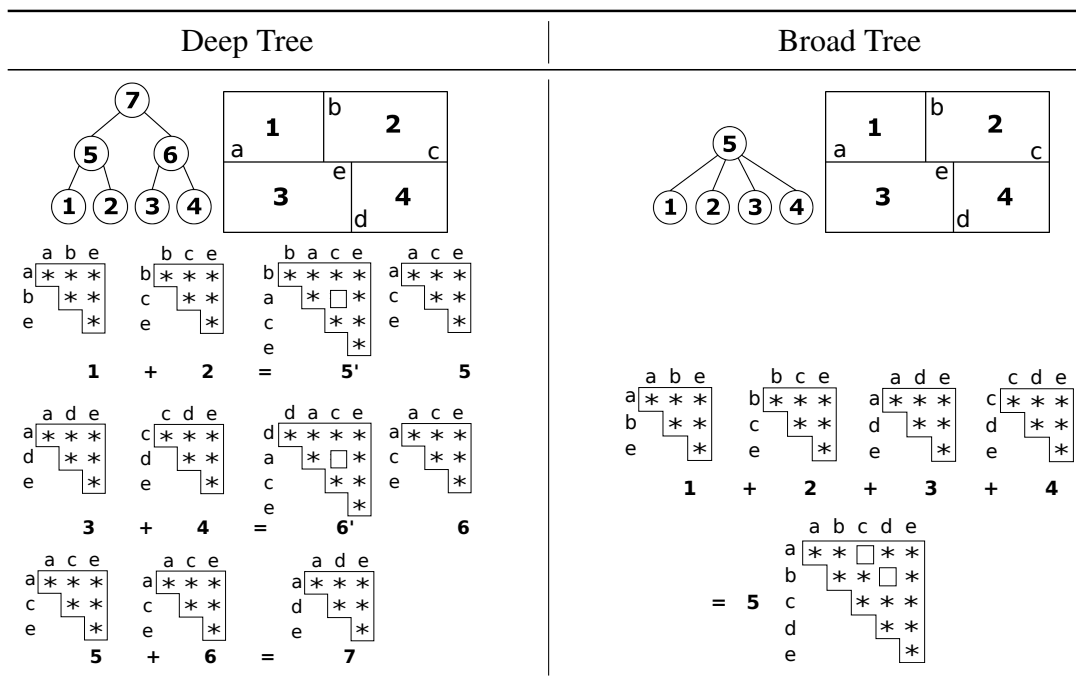 Deep Tree
Broad Tree
7
5 6
1 2 3 4
1 b 2
a c
e
3 4
d
a b e
a * * *
b * *
e *
b c e
b * * *
c * *
e *
b a c e
b * * * *
a * □ *
c * *
e *
a c e
a * * *
c * *
e *
1 + 2 = 5' 5
a d e
a * * *
d * *
e *
c d e
c * * *
d * *
e *
d a c e
d * * * *
a * □ *
c * *
e *
a c e
a * * *
c * *
e *
3 + 4 = 6' 6
a c e
a * * *
c * *
e *
a c e
a * * *
c * *
e *
a d e
a * * *
d * *
e *
5 + 6 = 7
5
1 2 3 4
1 b 2
a c
e
3 4
d
a b e
a * * *
b * *
e *
b c e
b * * *
c * *
e *
a d e
a * * *
d * *
e *
c d e
c * * *
d * *
e *
1 + 2 + 3 + 4
a b c d e
a * * □ * *
b * * □ *
= 5 c * * *
d * *
e *